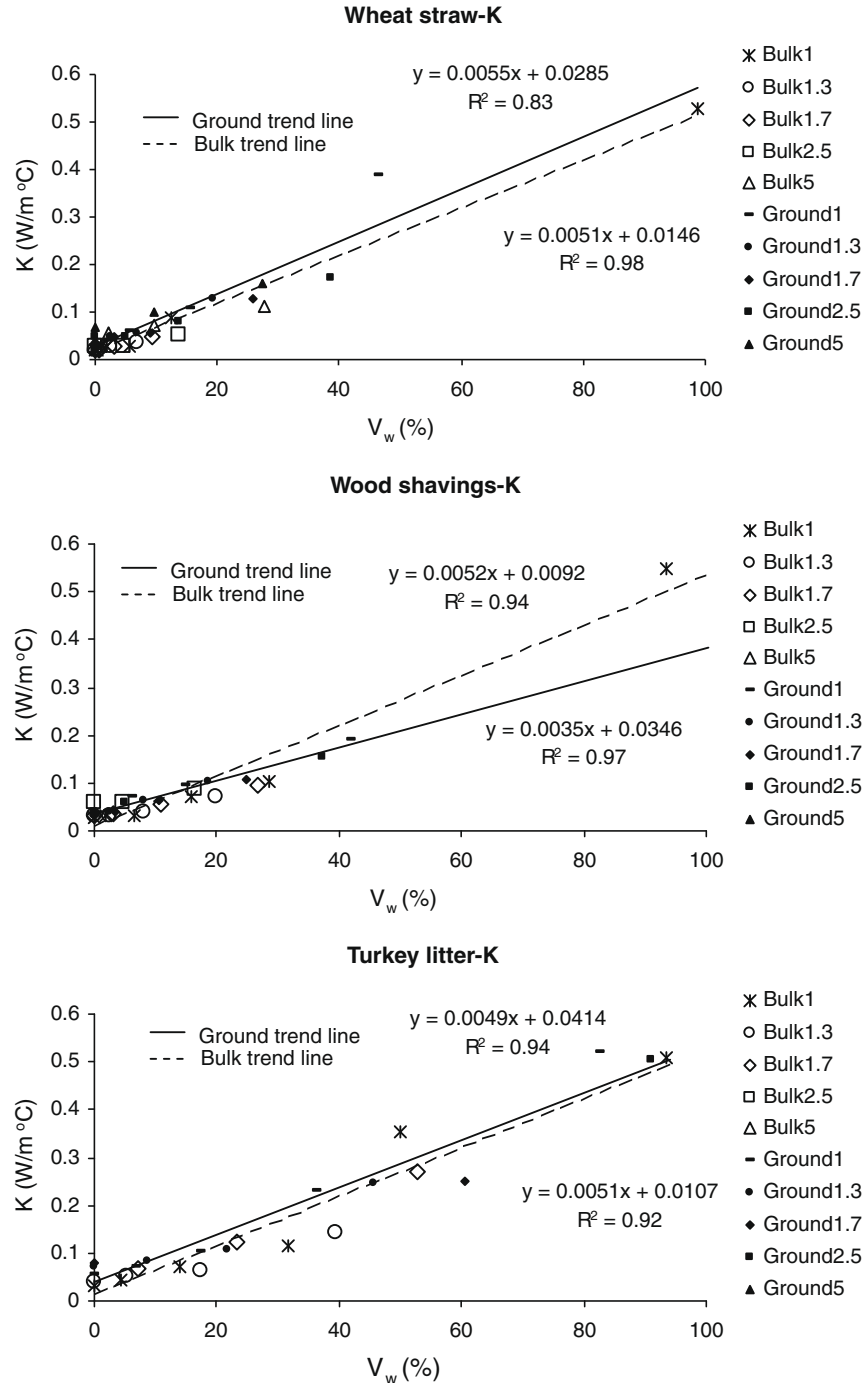 Wheat straw-K
y = 0.0055x + 0.0285
R² = 0.83
Ground trend line
Bulk trend line
y = 0.0051x + 0.0146
R² = 0.98
K (W/m °C)
0.6
0.5
0.4
0.3
0.2
0.1
0
0 20 40 60 80 100
V_w (%)
Bulk1
Bulk1.3
Bulk1.7
Bulk2.5
Bulk5
Ground1
Ground1.3
Ground1.7
Ground2.5
Ground5
Wood shavings-K
Ground trend line
Bulk trend line
y = 0.0052x + 0.0092
R² = 0.94
y = 0.0035x + 0.0346
R² = 0.97
K (W/m °C)
0.6
0.5
0.4
0.3
0.2
0.1
0
0 20 40 60 80 100
V_w (%)
Bulk1
Bulk1.3
Bulk1.7
Bulk2.5
Bulk5
Ground1
Ground1.3
Ground1.7
Ground2.5
Ground5
Turkey litter-K
y = 0.0049x + 0.0414
R² = 0.94
Ground trend line
Bulk trend line
y = 0.0051x + 0.0107
R² = 0.92
K (W/m °C)
0.6
0.5
0.4
0.3
0.2
0.1
0
0 20 40 60 80 100
V_w (%)
Bulk1
Bulk1.3
Bulk1.7
Bulk2.5
Bulk5
Ground1
Ground1.3
Ground1.7
Ground2.5
Ground5